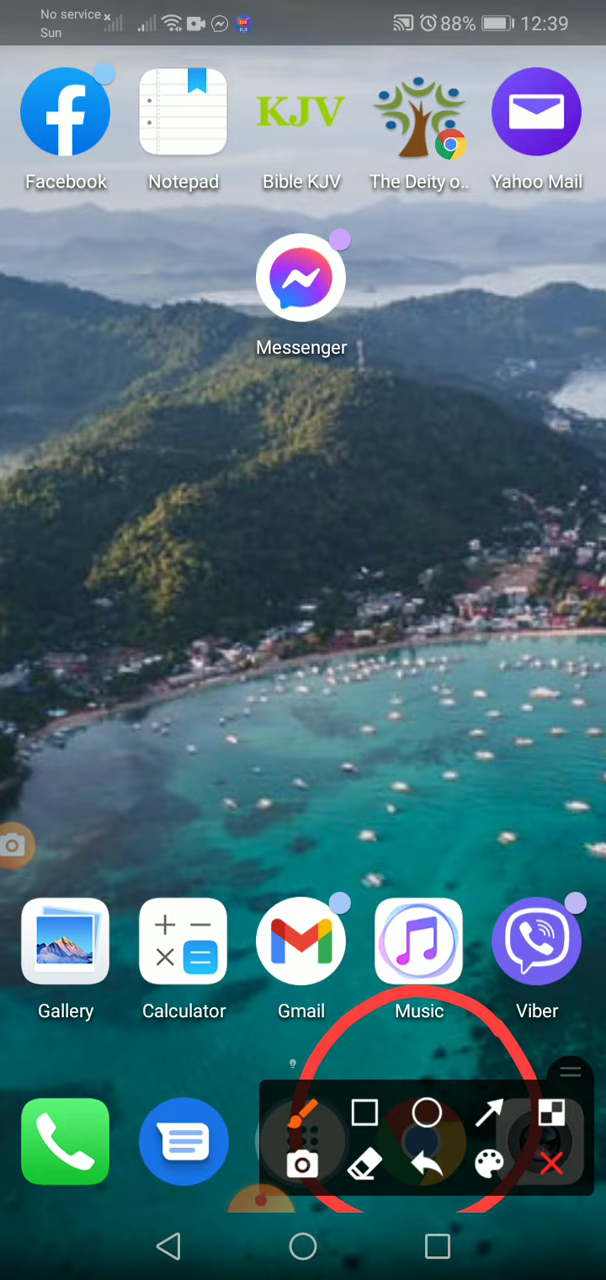 No service
Sun
88% 12:39
KJV
Facebook Notepad Bible KJV The Deity o.. Yahoo Mail
Messenger
Gallery Calculator Gmail Music Viber